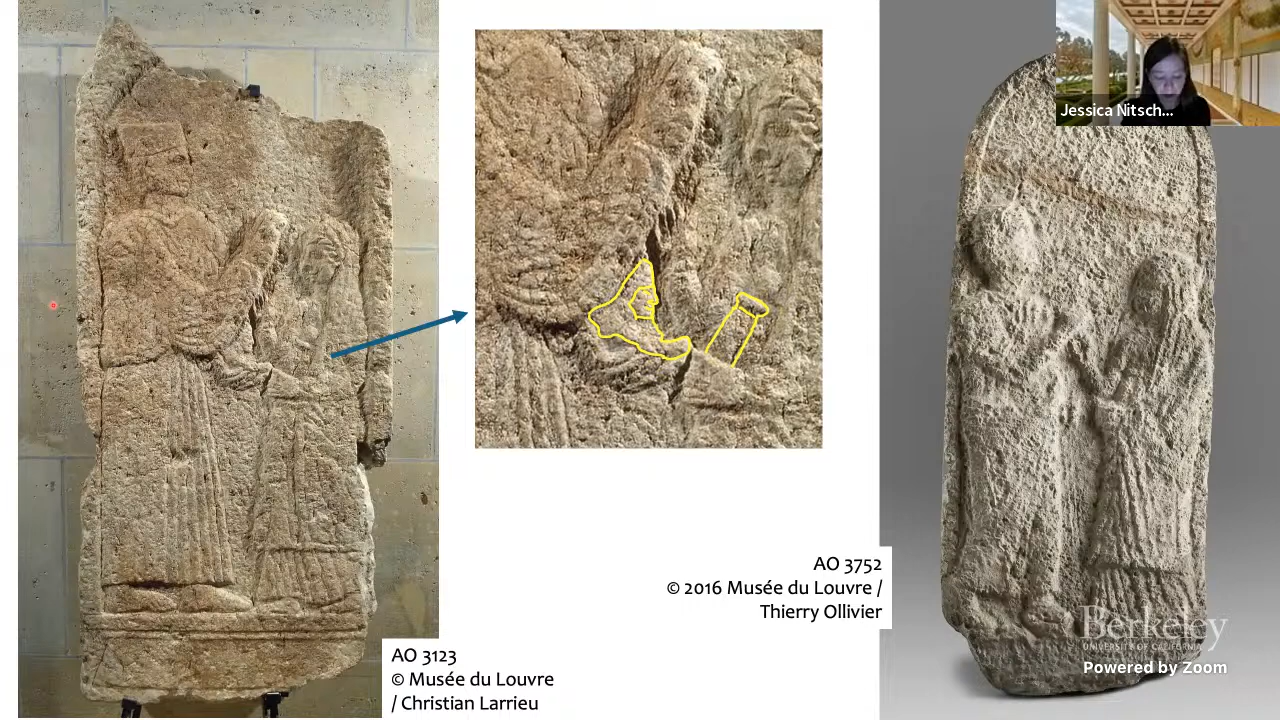 Jessica Nitsch...
AO 3752
© 2016 Musée du Louvre /
Thierry Ollivier
AO 3123
© Musée du Louvre
/ Christian Larrieu
Berkeley
UNIVERSITY OF CALIFORNIA
Powered by Zoom